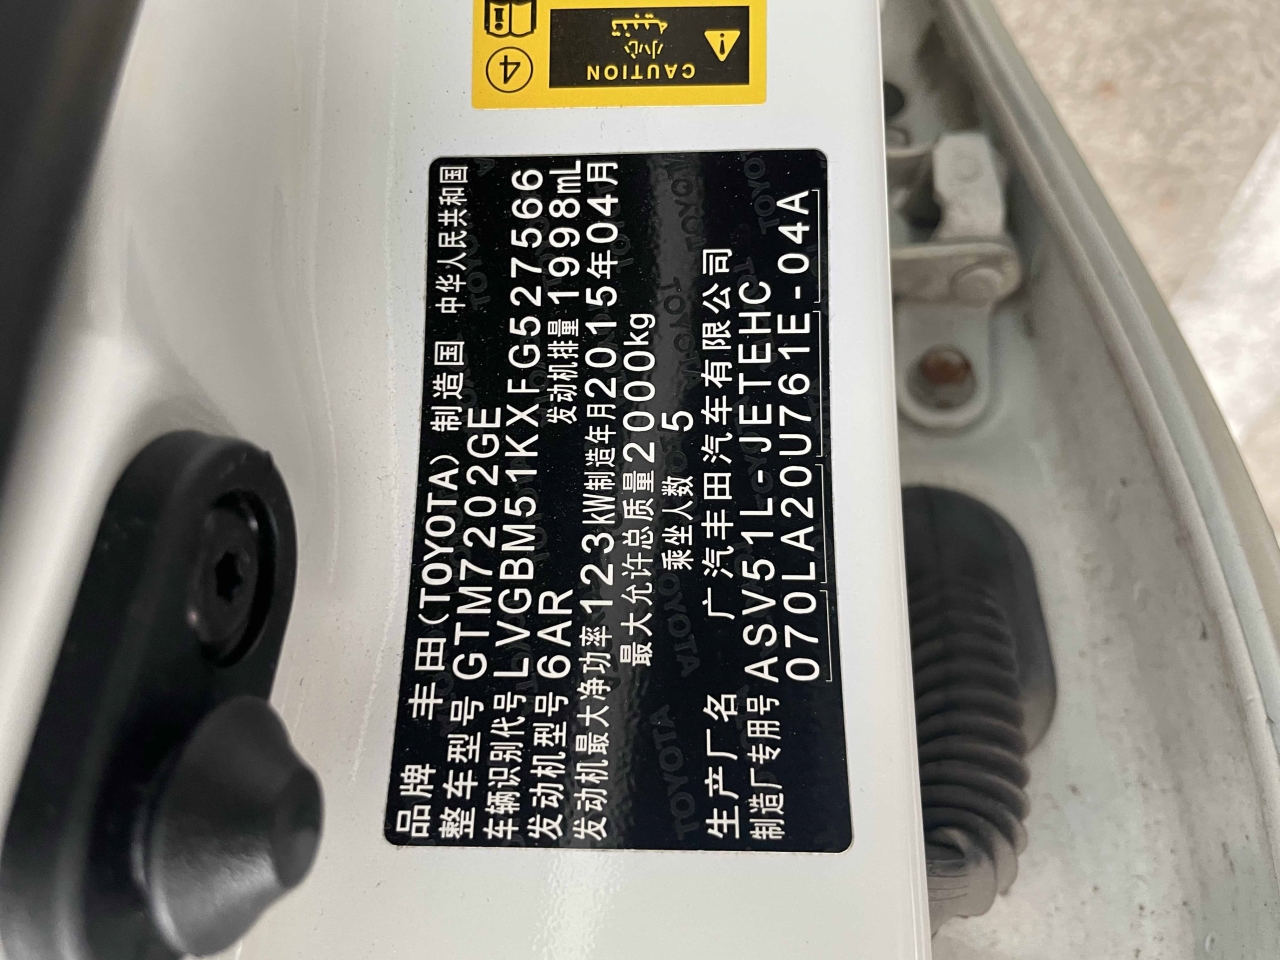 品牌 丰田(TOYOTA) 制造国 中华人民共和国
整车型号 GTM7202GE
车辆识别代号 LVGBM51KXFG527566
发动机型号 6AR 发动机排量 1998mL
发动机最大净功率 123kW 制造年月 2015年04月
最大允许总质量 2000kg
乘坐人数 5
生产厂名 广汽丰田汽车有限公司
制造厂专用号 ASV51L-JETEHC
070LA20U761E-04A
CAUTION
小心
4